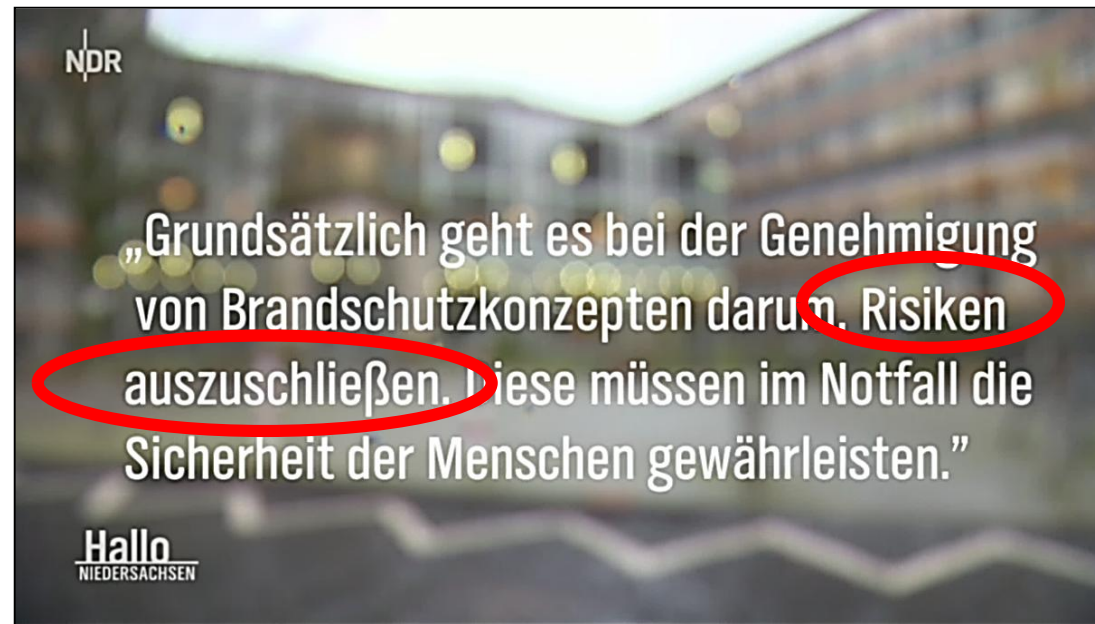 NDR
„Grundsätzlich geht es bei der Genehmigung
von Brandschutzkonzepten darum, Risiken
auszuschließen. Diese müssen im Notfall die
Sicherheit der Menschen gewährleisten.”
Hallo
NIEDERSACHSEN